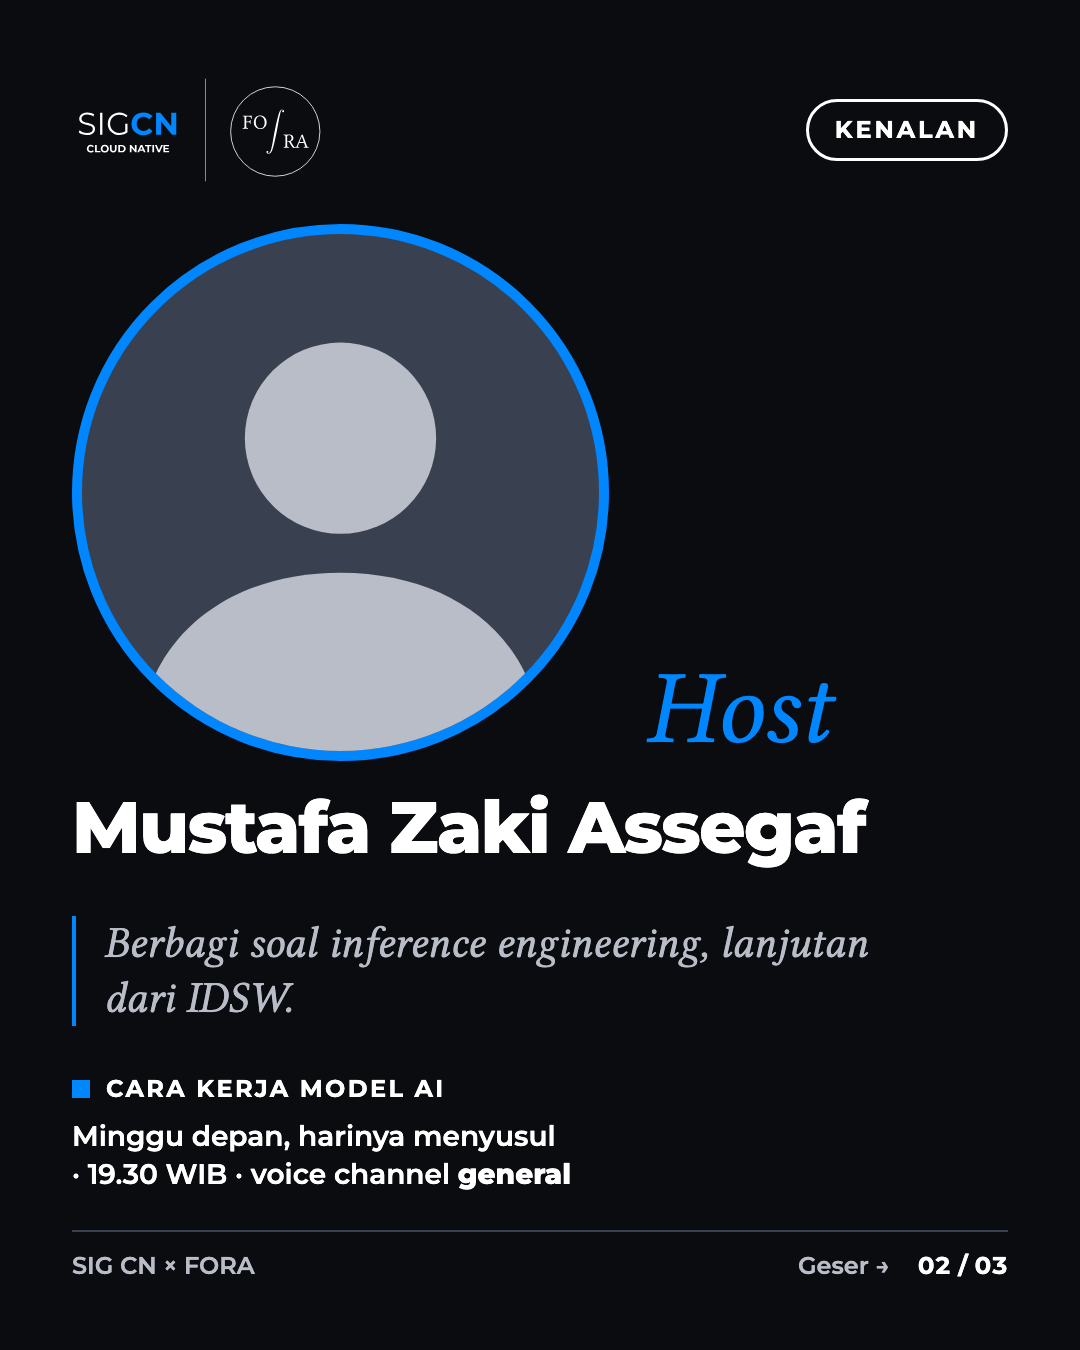 SIGCN
CLOUD NATIVE
FO
RA
KENALAN
Host
Mustafa Zaki Assegaf
Berbagi soal inference engineering, lanjutan
dari IDSW.
CARA KERJA MODEL AI
Minggu depan, harinya menyusul
· 19.30 WIB · voice channel general
SIG CN × FORA
Geser → 02 / 03